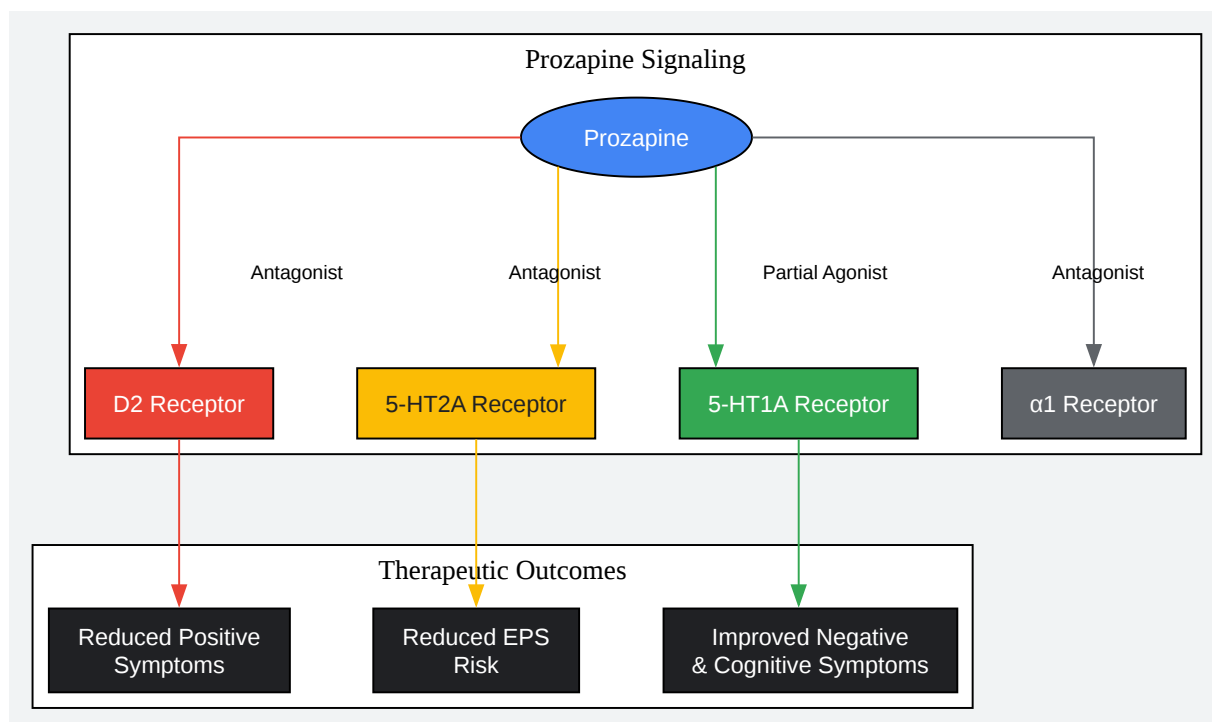 Prozapine Signaling
Prozapine
Antagonist
Antagonist
Partial Agonist
Antagonist
D2 Receptor
5-HT2A Receptor
5-HT1A Receptor
α1 Receptor
Therapeutic Outcomes
Reduced Positive
Symptoms
Reduced EPS
Risk
Improved Negative
& Cognitive Symptoms